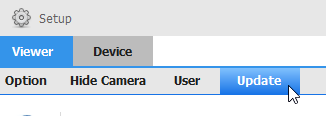 Setup
Viewer Device
Option Hide Camera User Update